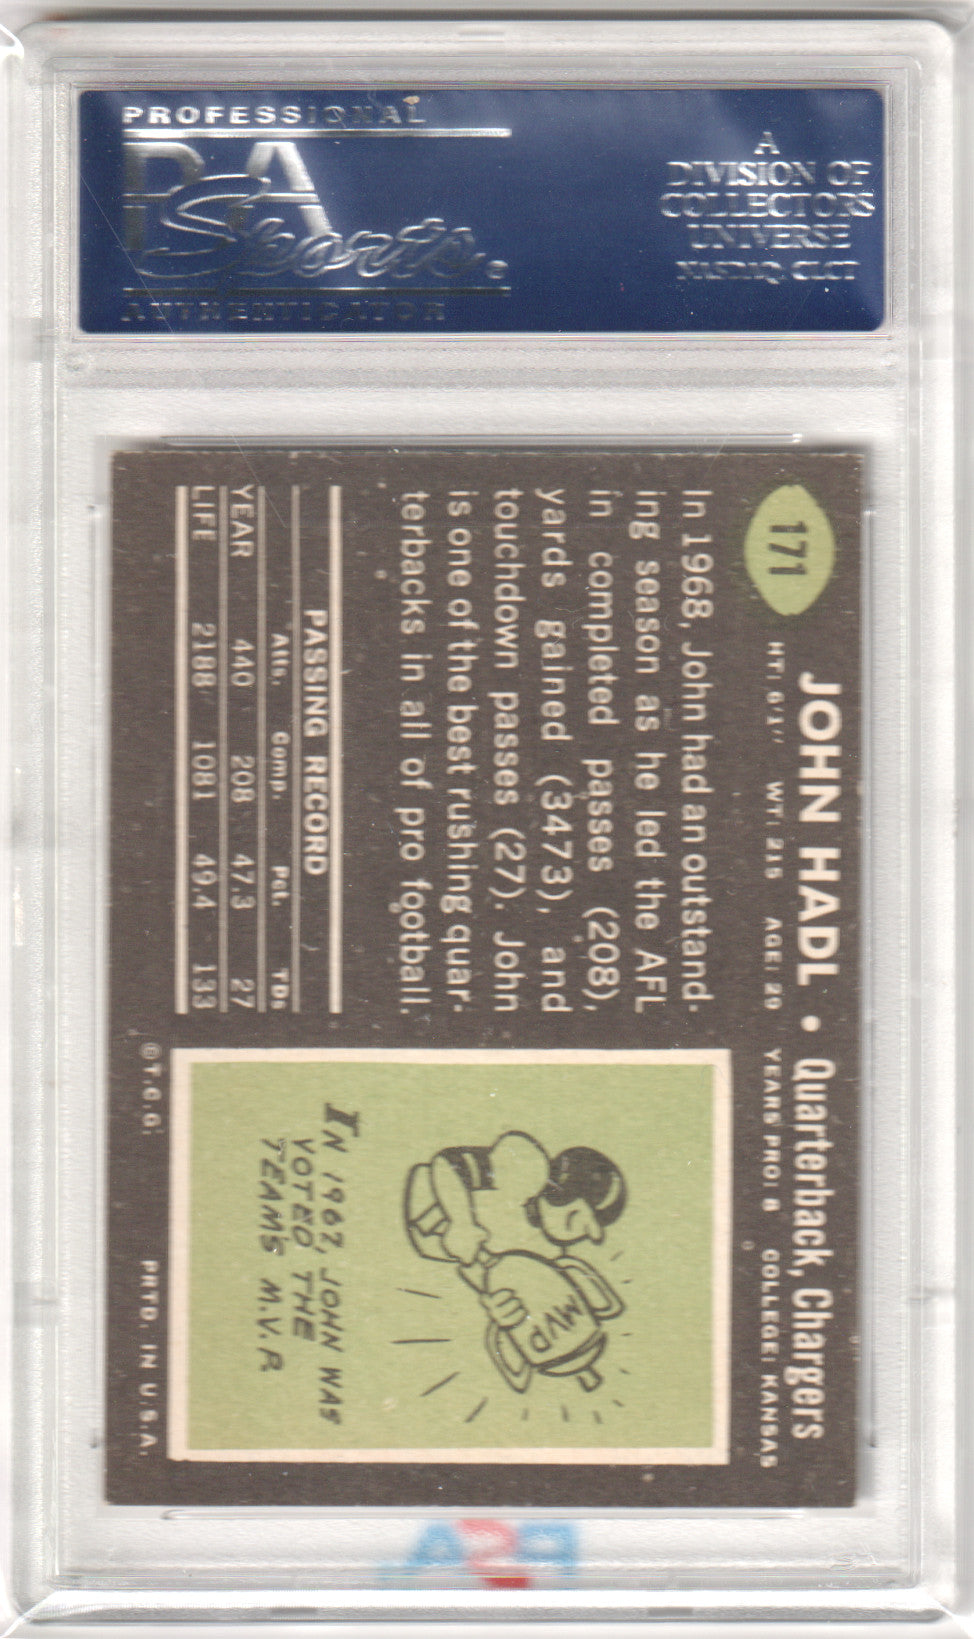 PROFESSIONAL
PSA
Sports®
AUTHENTICATOR
A
DIVISION OF
COLLECTORS
UNIVERSE
NASDAQ: CLCT
171
JOHN HADL • Quarterback, Chargers
HT: 6'1" WT: 215 AGE: 29 YEARS PRO: 8 COLLEGE: KANSAS
In 1968, John had an outstand-
ing season as he led the AFL
in completed passes (208),
yards gained (3473), and
touchdown passes (27). John
is one of the best rushing quar-
terbacks in all of pro football.
PASSING RECORD
Att. Comp. Pct. TDs
YEAR 440 208 47.3 27
LIFE 2188 1081 49.4 133
MVP
IN 1967, JOHN WAS
VOTED THE
TEAM'S M.V.P.
©T.C.G. PRTD. IN U.S.A.
PSA